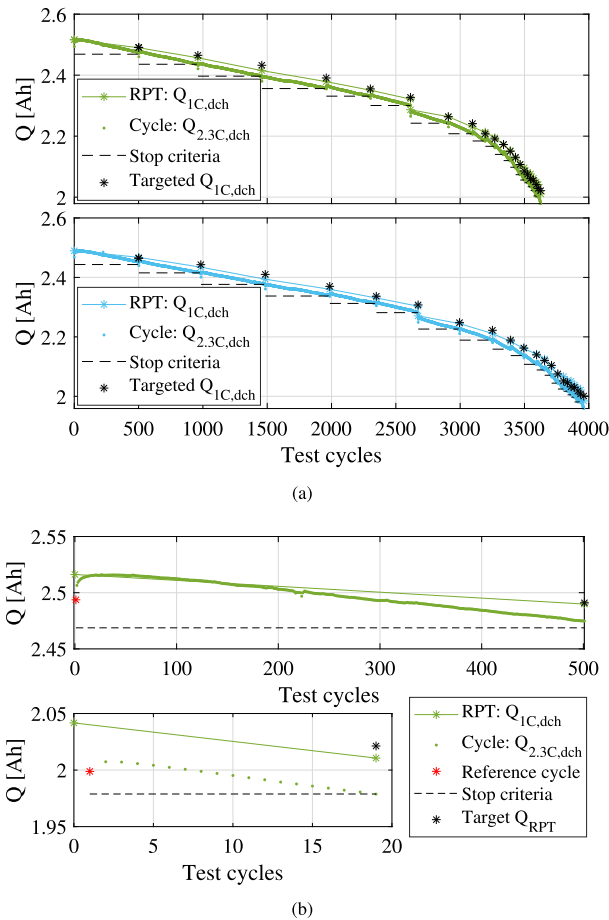 2.6
2.4
2.2
2
Q [Ah]
RPT: Q1C,dch
Cycle: Q2.3C,dch
Stop criteria
Targeted Q1C,dch
2.6
2.4
2.2
2
Q [Ah]
RPT: Q1C,dch
Cycle: Q2.3C,dch
Stop criteria
Targeted Q1C,dch
0 500 1000 1500 2000 2500 3000 3500 4000
Test cycles
(a)
2.55
2.5
2.45
Q [Ah]
0 100 200 300 400 500
Test cycles
2.05
2
1.95
Q [Ah]
0 5 10 15 20
Test cycles
RPT: Q1C,dch
Cycle: Q2.3C,dch
Reference cycle
Stop criteria
Target QRPT
(b)